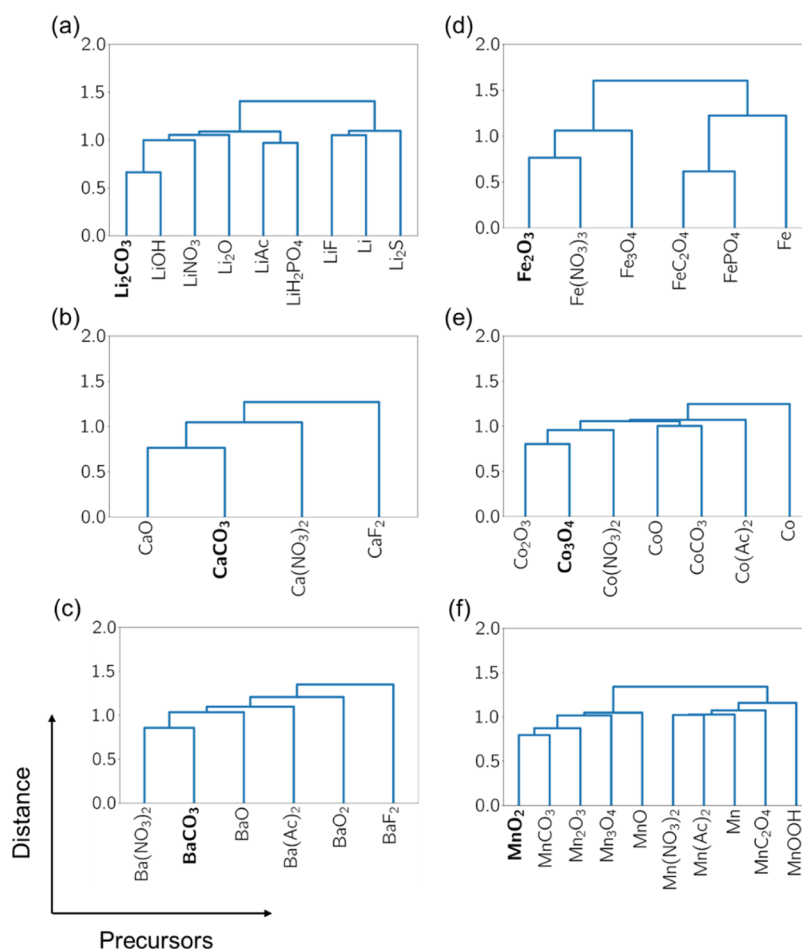 (a)
2.0
1.5
1.0
0.5
0.0
Li₂CO₃
LiOH
LiNO₃
Li₂O
LiAc
LiH₂PO₄
LiF
Li
Li₂S
(b)
2.0
1.5
1.0
0.5
0.0
CaO
CaCO₃
Ca(NO₃)₂
CaF₂
(c)
2.0
1.5
1.0
0.5
0.0
Ba(NO₃)₂
BaCO₃
BaO
Ba(Ac)₂
BaO₂
BaF₂
(d)
2.0
1.5
1.0
0.5
0.0
Fe₂O₃
Fe(NO₃)₃
Fe₃O₄
FeC₂O₄
FePO₄
Fe
(e)
2.0
1.5
1.0
0.5
0.0
Co₂O₃
Co₃O₄
Co(NO₃)₂
CoO
CoCO₃
Co(Ac)₂
Co
(f)
2.0
1.5
1.0
0.5
0.0
MnO₂
MnCO₃
Mn₂O₃
Mn₃O₄
MnO
Mn(NO₃)₂
Mn(Ac)₂
Mn
MnC₂O₄
MnOOH
Distance
Precursors